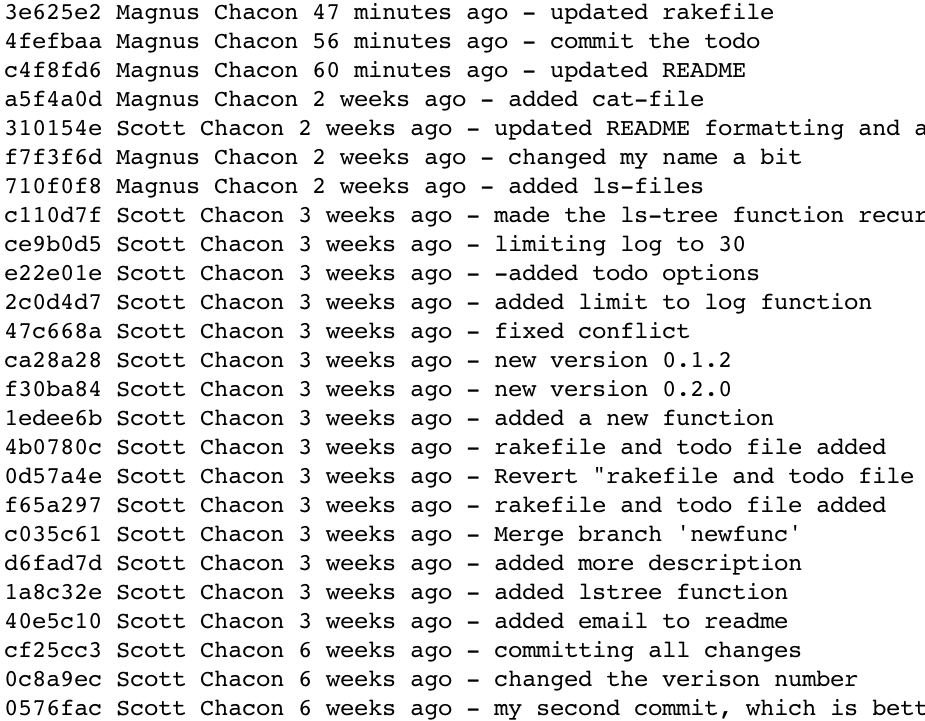 3e625e2 Magnus Chacon 47 minutes ago - updated rakefile
4fefbaa Magnus Chacon 56 minutes ago - commit the todo
c4f8fd6 Magnus Chacon 60 minutes ago - updated README
a5f4a0d Magnus Chacon 2 weeks ago - added cat-file
310154e Scott Chacon 2 weeks ago - updated README formatting and a
f7f3f6d Magnus Chacon 2 weeks ago - changed my name a bit
710f0f8 Magnus Chacon 2 weeks ago - added ls-files
c110d7f Scott Chacon 3 weeks ago - made the ls-tree function recur
ce9b0d5 Scott Chacon 3 weeks ago - limiting log to 30
e22e01e Scott Chacon 3 weeks ago - -added todo options
2c0d4d7 Scott Chacon 3 weeks ago - added limit to log function
47c668a Scott Chacon 3 weeks ago - fixed conflict
ca28a28 Scott Chacon 3 weeks ago - new version 0.1.2
f30ba84 Scott Chacon 3 weeks ago - new version 0.2.0
1edee6b Scott Chacon 3 weeks ago - added a new function
4b0780c Scott Chacon 3 weeks ago - rakefile and todo file added
0d57a4e Scott Chacon 3 weeks ago - Revert "rakefile and todo file
f65a297 Scott Chacon 3 weeks ago - rakefile and todo file added
c035c61 Scott Chacon 3 weeks ago - Merge branch 'newfunc'
d6fad7d Scott Chacon 3 weeks ago - added more description
1a8c32e Scott Chacon 3 weeks ago - added lstree function
40e5c10 Scott Chacon 3 weeks ago - added email to readme
cf25cc3 Scott Chacon 6 weeks ago - committing all changes
0c8a9ec Scott Chacon 6 weeks ago - changed the verison number
0576fac Scott Chacon 6 weeks ago - my second commit, which is bett